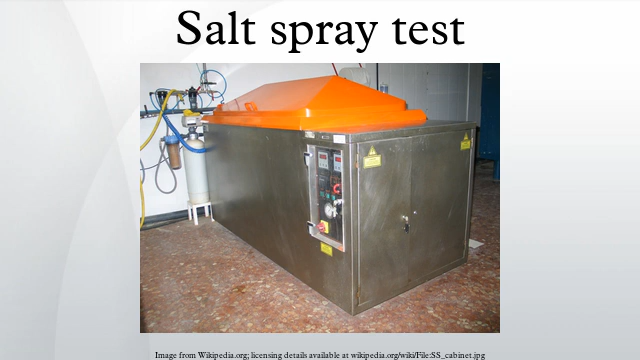 Salt spray test
Image from Wikipedia.org; licensing details available at wikipedia.org/wiki/File:SS_cabinet.jpg